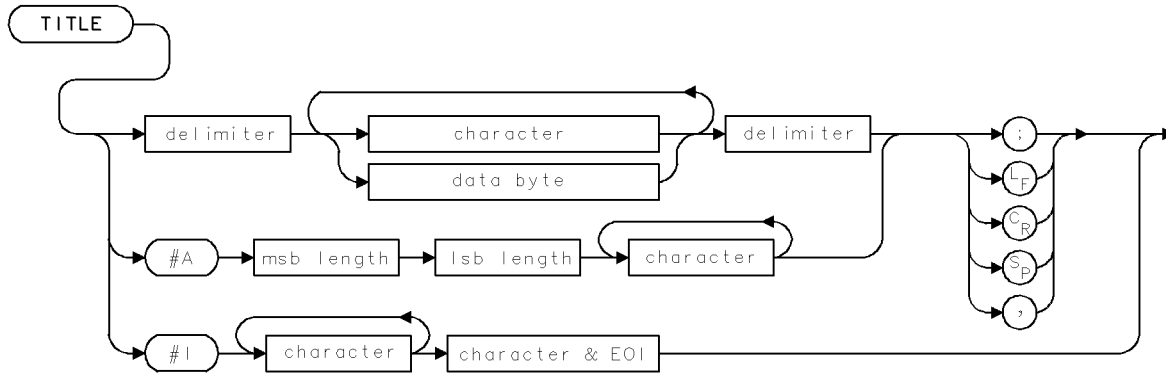 TITLE
delimiter character delimiter ;
data byte LF
CR
#A msb length lsb length character SP
,
#I character character & EOI